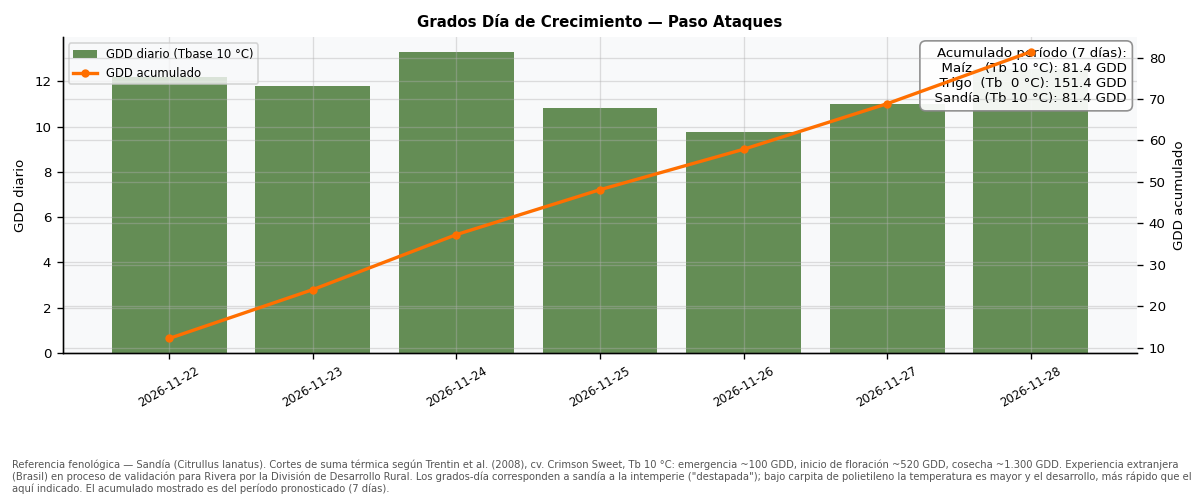 Grados Día de Crecimiento — Paso Ataques
GDD diario (Tbase 10 °C)
GDD acumulado
Acumulado período (7 días):
Maíz (Tb 10 °C): 81.4 GDD
Trigo (Tb 0 °C): 151.4 GDD
Sandía (Tb 10 °C): 81.4 GDD
GDD diario
12
10
8
6
4
2
0
80
70
60
50
40
30
20
10
GDD acumulado
2026-11-22
2026-11-23
2026-11-24
2026-11-25
2026-11-26
2026-11-27
2026-11-28
Referencia fenológica — Sandía (Citrullus lanatus). Cortes de suma térmica según Trentin et al. (2008), cv. Crimson Sweet, Tb 10 °C: emergencia ~100 GDD, inicio de floración ~520 GDD, cosecha ~1.300 GDD. Experiencia extranjera
(Brasil) en proceso de validación para Rivera por la División de Desarrollo Rural. Los grados-día corresponden a sandía a la intemperie ("destapada"); bajo carpita de polietileno la temperatura es mayor y el desarrollo, más rápido que el
aquí indicado. El acumulado mostrado es del período pronosticado (7 días).